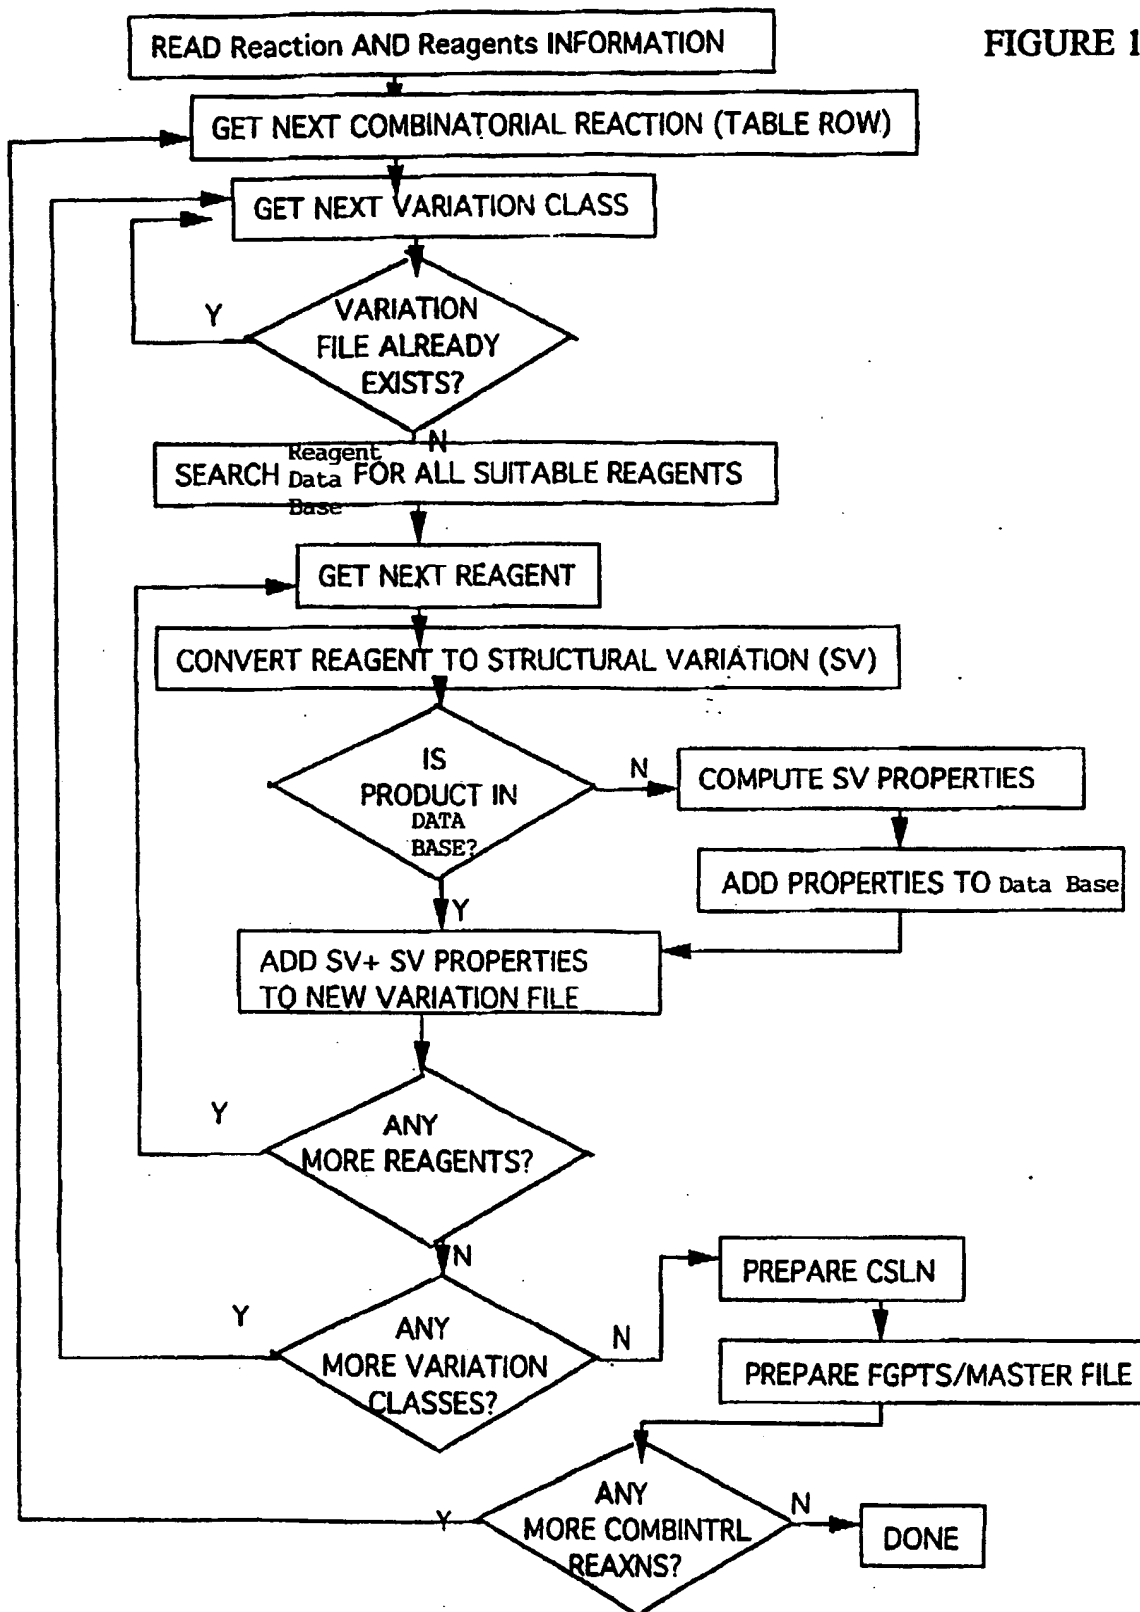 READ Reaction AND Reagents INFORMATION
FIGURE 1
GET NEXT COMBINATORIAL REACTION (TABLE ROW)
GET NEXT VARIATION CLASS
Y
VARIATION
FILE ALREADY
EXISTS?
N
SEARCH Reagent Data Base FOR ALL SUITABLE REAGENTS
GET NEXT REAGENT
CONVERT REAGENT TO STRUCTURAL VARIATION (SV)
IS
PRODUCT IN
DATA
BASE?
N
COMPUTE SV PROPERTIES
ADD PROPERTIES TO Data Base
Y
ADD SV+ SV PROPERTIES
TO NEW VARIATION FILE
Y
ANY
MORE REAGENTS?
N
PREPARE CSLN
Y
ANY
MORE VARIATION
CLASSES?
N
PREPARE FGPTS/MASTER FILE
Y
ANY
MORE COMBINTRL
REAXNS?
N
DONE